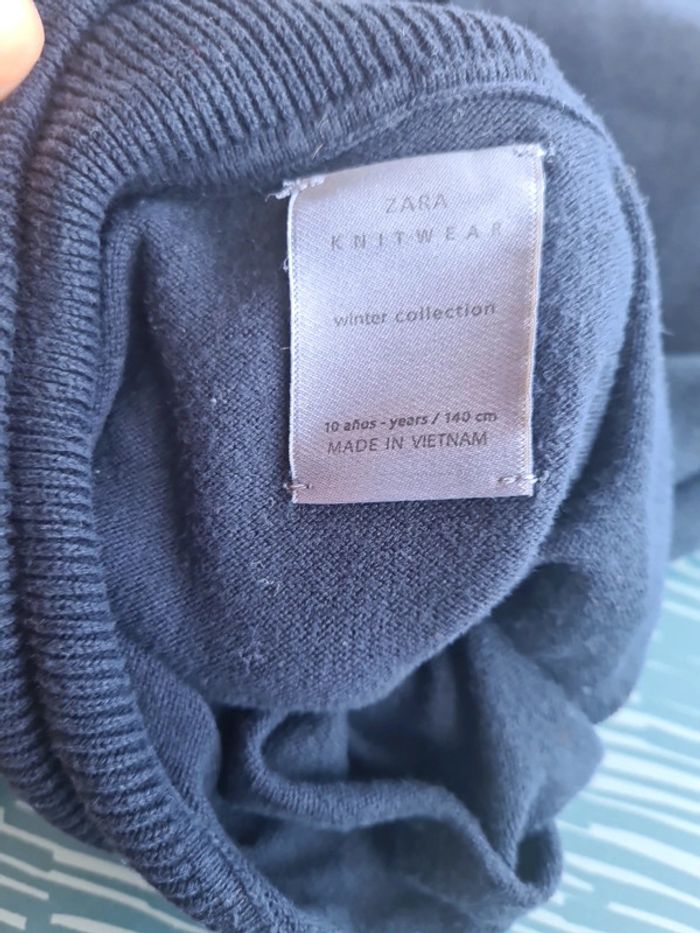 ZARA
KNITWEAR
winter collection
10 años - years / 140 cm
MADE IN VIETNAM